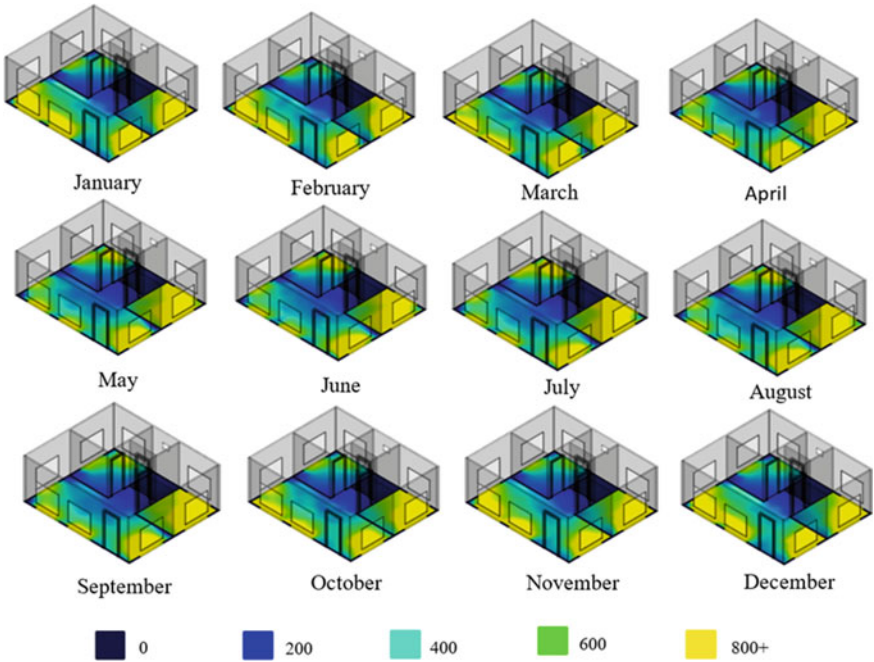 January
February
March
April
May
June
July
August
September
October
November
December
0
200
400
600
800+